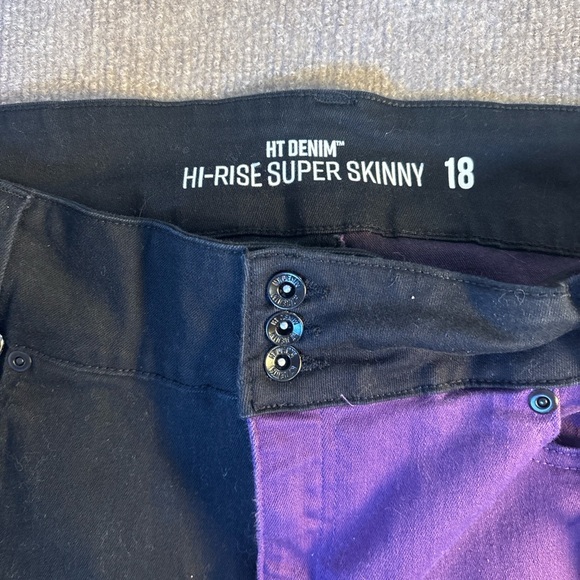 HT DENIM™
HI-RISE SUPER SKINNY 18